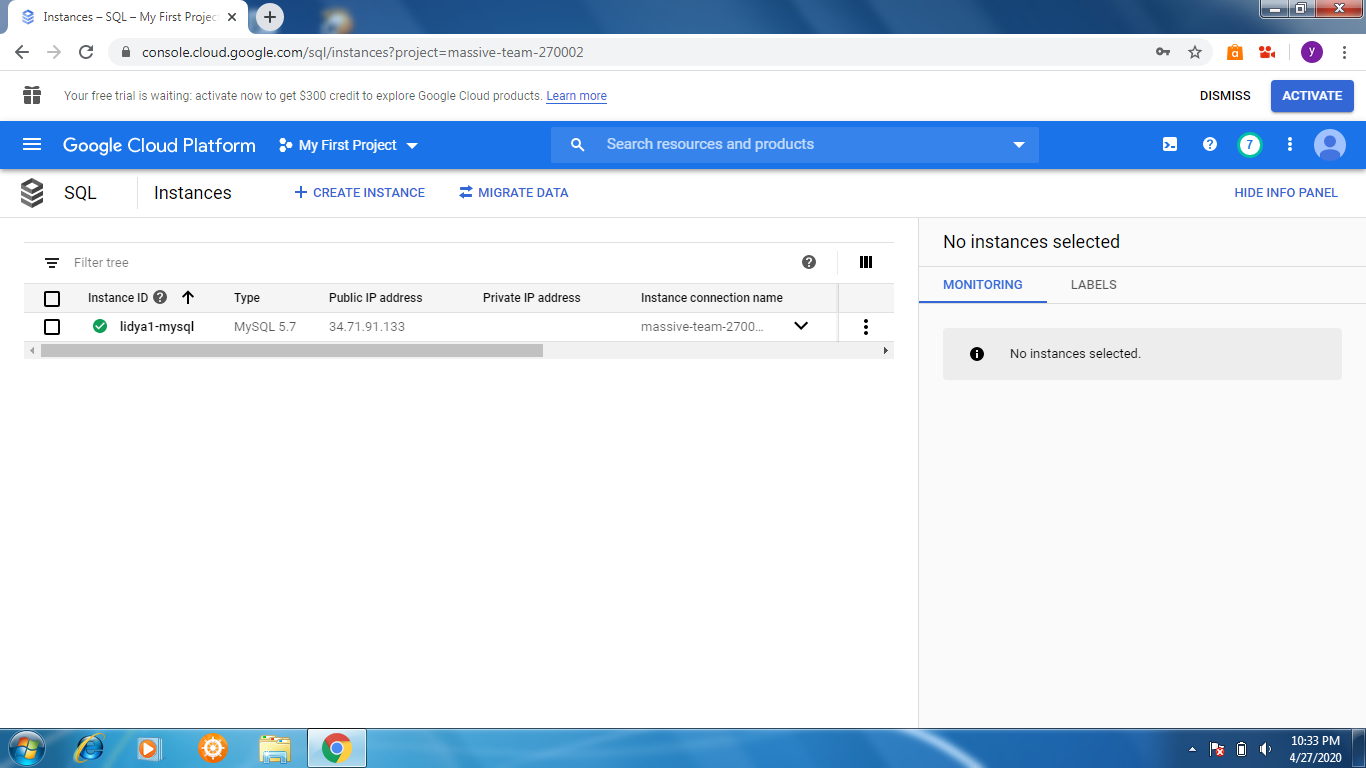 Instances – SQL – My First Project
console.cloud.google.com/sql/instances?project=massive-team-270002
y
Your free trial is waiting: activate now to get $300 credit to explore Google Cloud products. Learn more
DISMISS
ACTIVATE
Google Cloud Platform
My First Project
Search resources and products
7
SQL
Instances
CREATE INSTANCE
MIGRATE DATA
HIDE INFO PANEL
Filter tree
Instance ID
Type
Public IP address
Private IP address
Instance connection name
lidya1-mysql
MySQL 5.7
34.71.91.133
massive-team-2700...
No instances selected
MONITORING
LABELS
No instances selected.
10:33 PM
4/27/2020